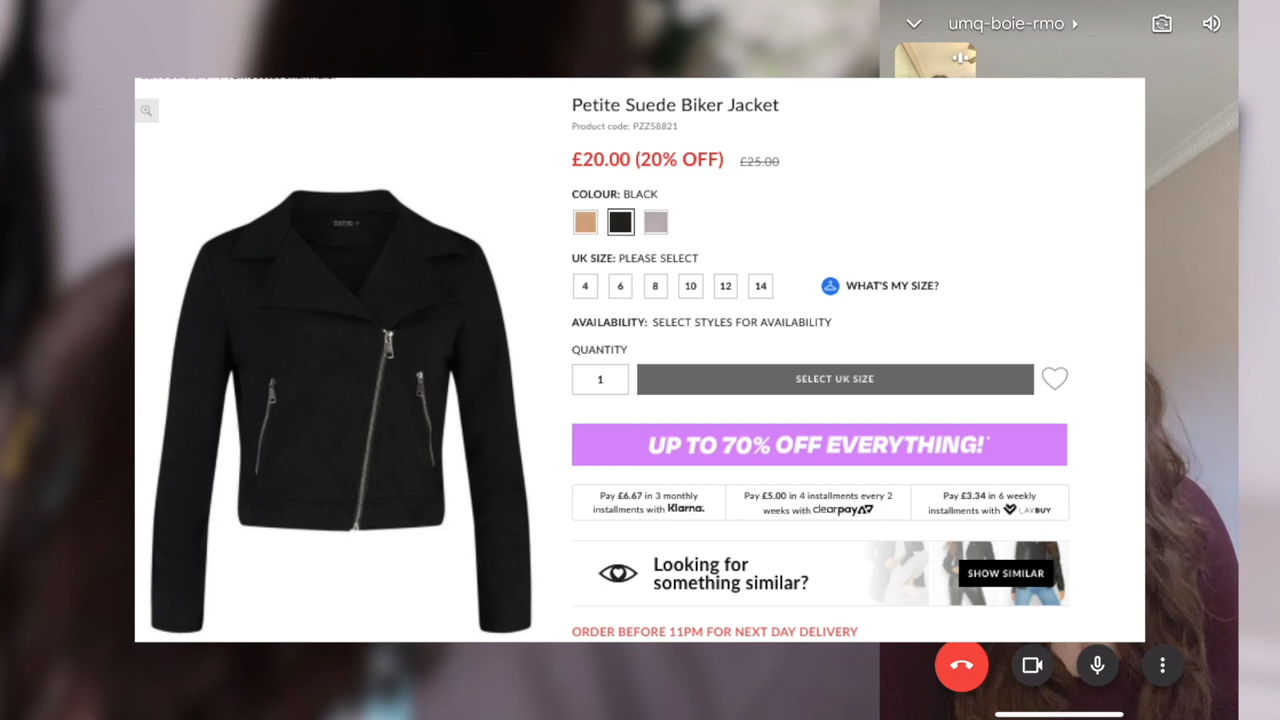 umq-boie-rmo
Petite Suede Biker Jacket
Product code: PZZ58821
£20.00 (20% OFF) £25.00
COLOUR: BLACK
UK SIZE: PLEASE SELECT
4 6 8 10 12 14 WHAT'S MY SIZE?
AVAILABILITY: SELECT STYLES FOR AVAILABILITY
QUANTITY
1 SELECT UK SIZE
UP TO 70% OFF EVERYTHING!*
Pay £6.67 in 3 monthly
installments with Klarna.
Pay £5.00 in 4 installments every 2
weeks with clearpay
Pay £3.34 in 6 weekly
installments with LAYBUY
Looking for
something similar?
SHOW SIMILAR
ORDER BEFORE 11PM FOR NEXT DAY DELIVERY